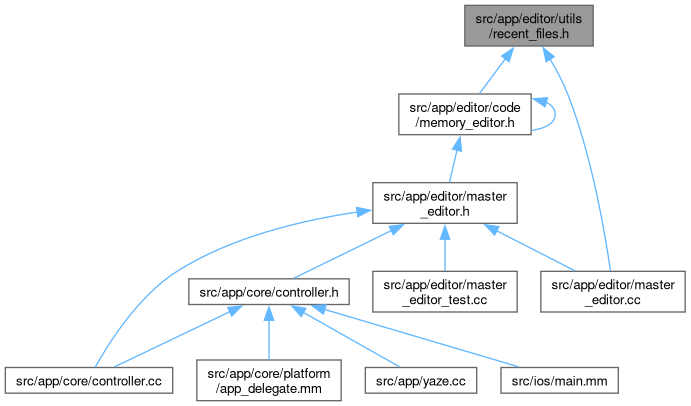 src/app/editor/utils
/recent_files.h
src/app/editor/code
/memory_editor.h
src/app/editor/master
_editor.h
src/app/core/controller.h
src/app/editor/master
_editor_test.cc
src/app/editor/master
_editor.cc
src/app/core/controller.cc
src/app/core/platform
/app_delegate.mm
src/app/yaze.cc
src/ios/main.mm